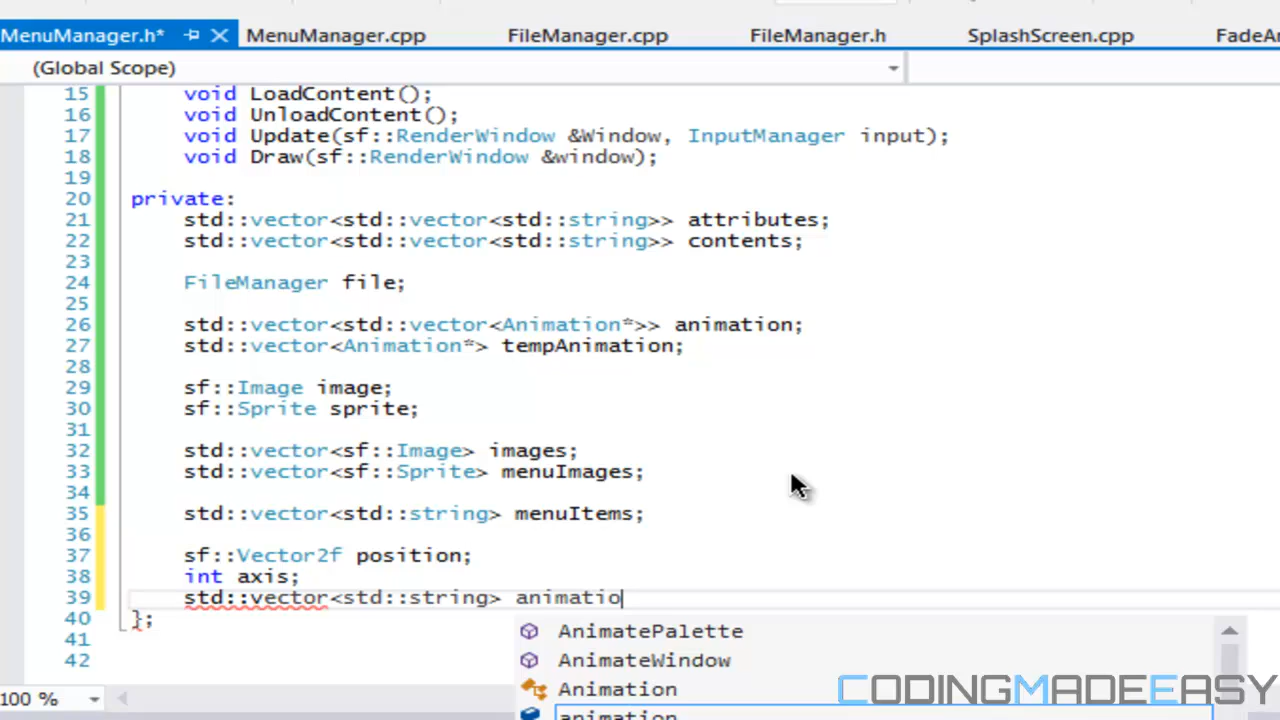 MenuManager.h* MenuManager.cpp FileManager.cpp FileManager.h SplashScreen.cpp FadeAn
(Global Scope)
15 void LoadContent();
16 void UnloadContent();
17 void Update(sf::RenderWindow &Window, InputManager input);
18 void Draw(sf::RenderWindow &window);
19
20 private:
21 std::vector<std::vector<std::string>> attributes;
22 std::vector<std::vector<std::string>> contents;
23
24 FileManager file;
25
26 std::vector<std::vector<Animation*>> animation;
27 std::vector<Animation*> tempAnimation;
28
29 sf::Image image;
30 sf::Sprite sprite;
31
32 std::vector<sf::Image> images;
33 std::vector<sf::Sprite> menuImages;
34
35 std::vector<std::string> menuItems;
36
37 sf::Vector2f position;
38 int axis;
39 std::vector<std::string> animatio
40 };
41
42
AnimatePalette
AnimateWindow
Animation
animation
100 %
CODINGMADEEASY